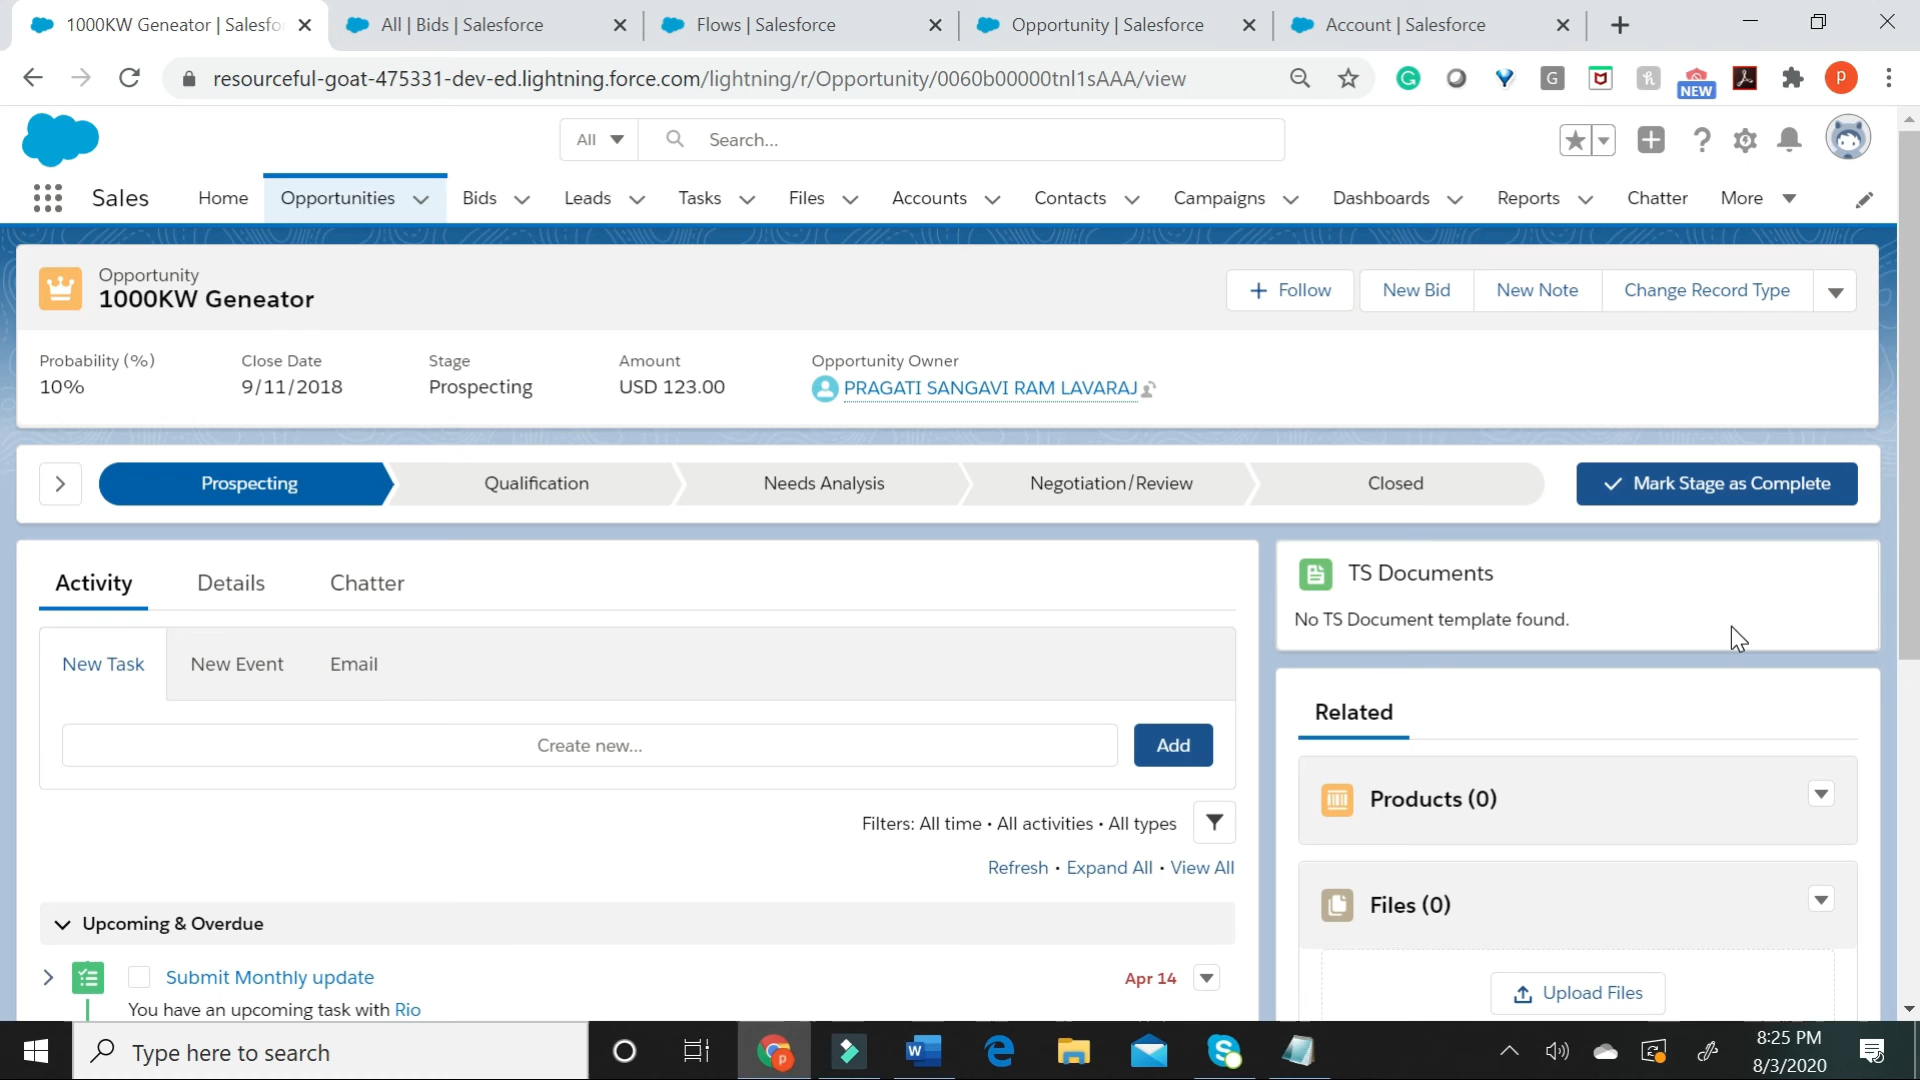 1000KW Geneator | Salesfo
All | Bids | Salesforce
Flows | Salesforce
Opportunity | Salesforce
Account | Salesforce
resourceful-goat-475331-dev-ed.lightning.force.com/lightning/r/Opportunity/0060b00000tnl1sAAA/view
NEW
P
All
Search...
Sales
Home
Opportunities
Bids
Leads
Tasks
Files
Accounts
Contacts
Campaigns
Dashboards
Reports
Chatter
More
Opportunity
1000KW Geneator
+ Follow
New Bid
New Note
Change Record Type
Probability (%)
Close Date
Stage
Amount
Opportunity Owner
10%
9/11/2018
Prospecting
USD 123.00
PRAGATI SANGAVI RAM LAVARAJ
Prospecting
Qualification
Needs Analysis
Negotiation/Review
Closed
Mark Stage as Complete
Activity
Details
Chatter
New Task
New Event
Email
Create new...
Add
Filters: All time • All activities • All types
Refresh • Expand All • View All
Upcoming & Overdue
Submit Monthly update
Apr 14
You have an upcoming task with Rio
TS Documents
No TS Document template found.
Related
Products (0)
Files (0)
Upload Files
Type here to search
8:25 PM
8/3/2020